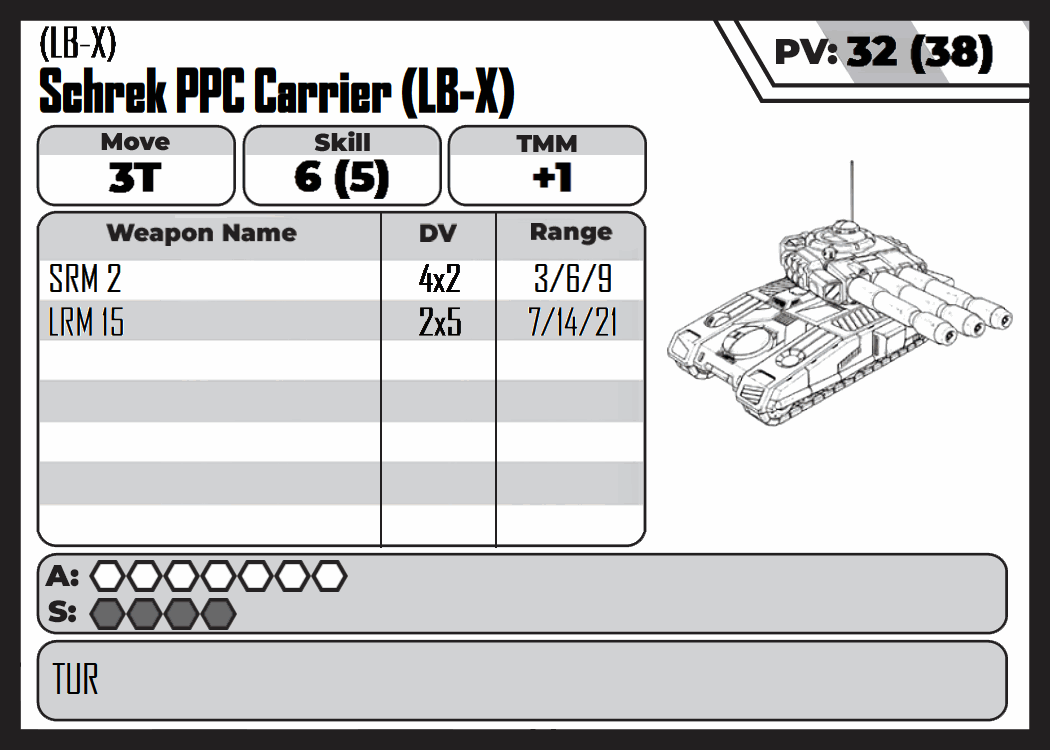 (LB-X)
Schrek PPC Carrier (LB-X)
PV: 32 (38)
Move Skill TMM
3T 6 (5) +1
Weapon Name DV Range
SRM 2 4x2 3/6/9
LRM 15 2x5 7/14/21
A:
S:
TUR